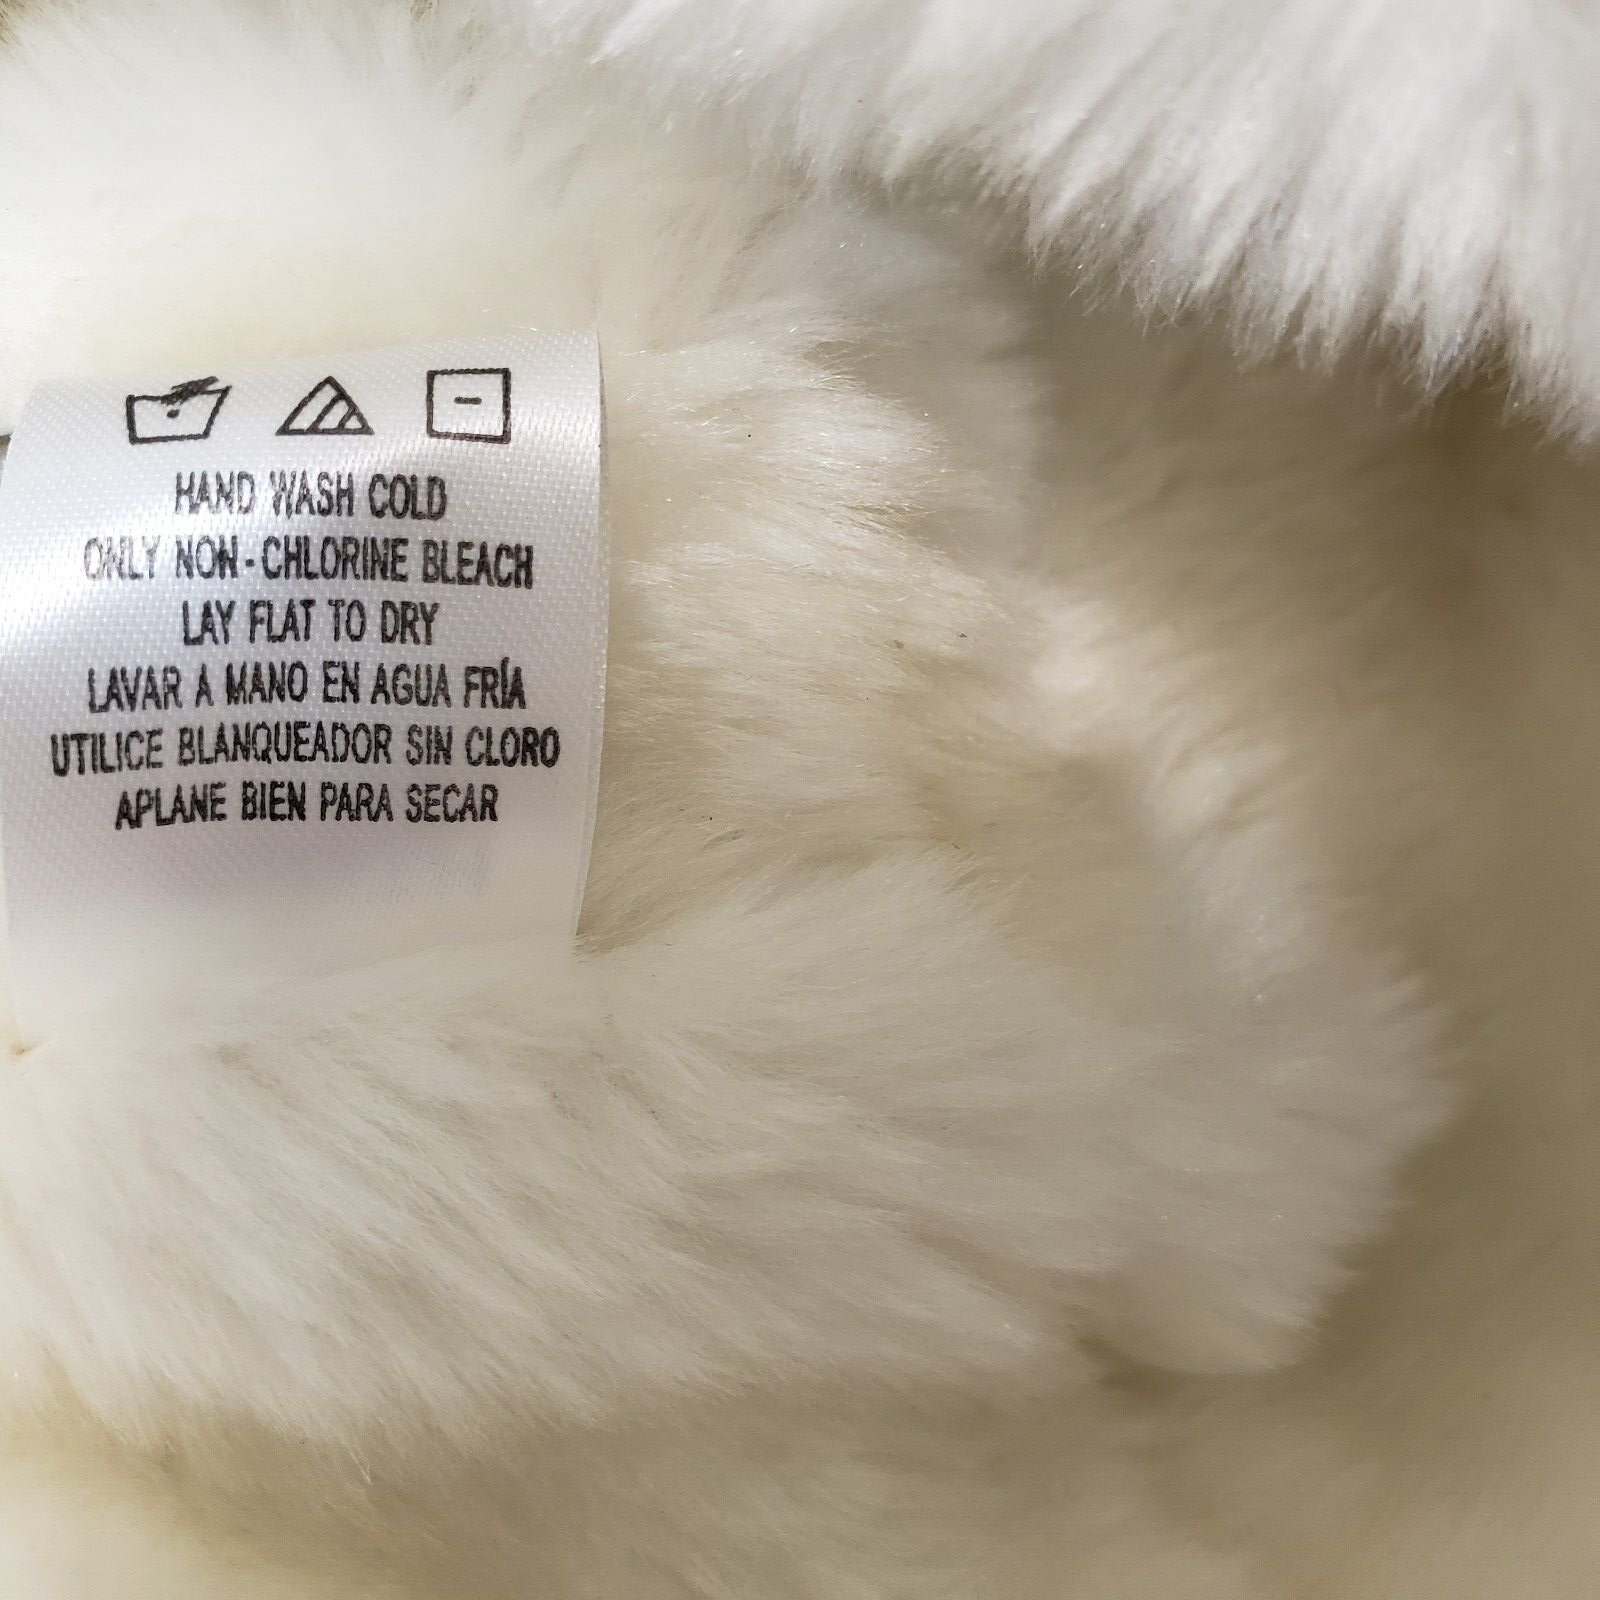 HAND WASH COLD
ONLY NON-CHLORINE BLEACH
LAY FLAT TO DRY
LAVAR A MANO EN AGUA FRÍA
UTILICE BLANQUEADOR SIN CLORO
APLANE BIEN PARA SECAR